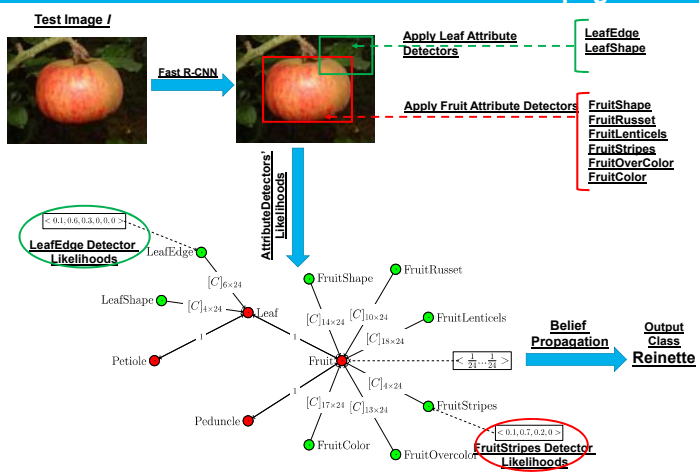 Test Image I
Fast R-CNN
Apply Leaf Attribute
Detectors
LeafEdge
LeafShape
Apply Fruit Attribute Detectors
FruitShape
FruitRusset
FruitLenticels
FruitStripes
FruitOverColor
FruitColor
AttributeDetectors'
Likelihoods
< 0.1, 0.6, 0.3, 0, 0, 0 >
LeafEdge Detector
Likelihoods
LeafEdge
[C]6×24
LeafShape
[C]4×24
Leaf
1
Petiole
1
Fruit
1
Peduncle
FruitShape
[C]14×24
FruitRusset
[C]10×24
FruitLenticels
[C]18×24
< 1/24 ... 1/24 >
Belief
Propagation
Output
Class
Reinette
[C]4×24
FruitStripes
[C]17×24
[C]13×24
< 0.1, 0.7, 0.2, 0 >
FruitStripes Detector
Likelihoods
FruitColor
FruitOvercolor